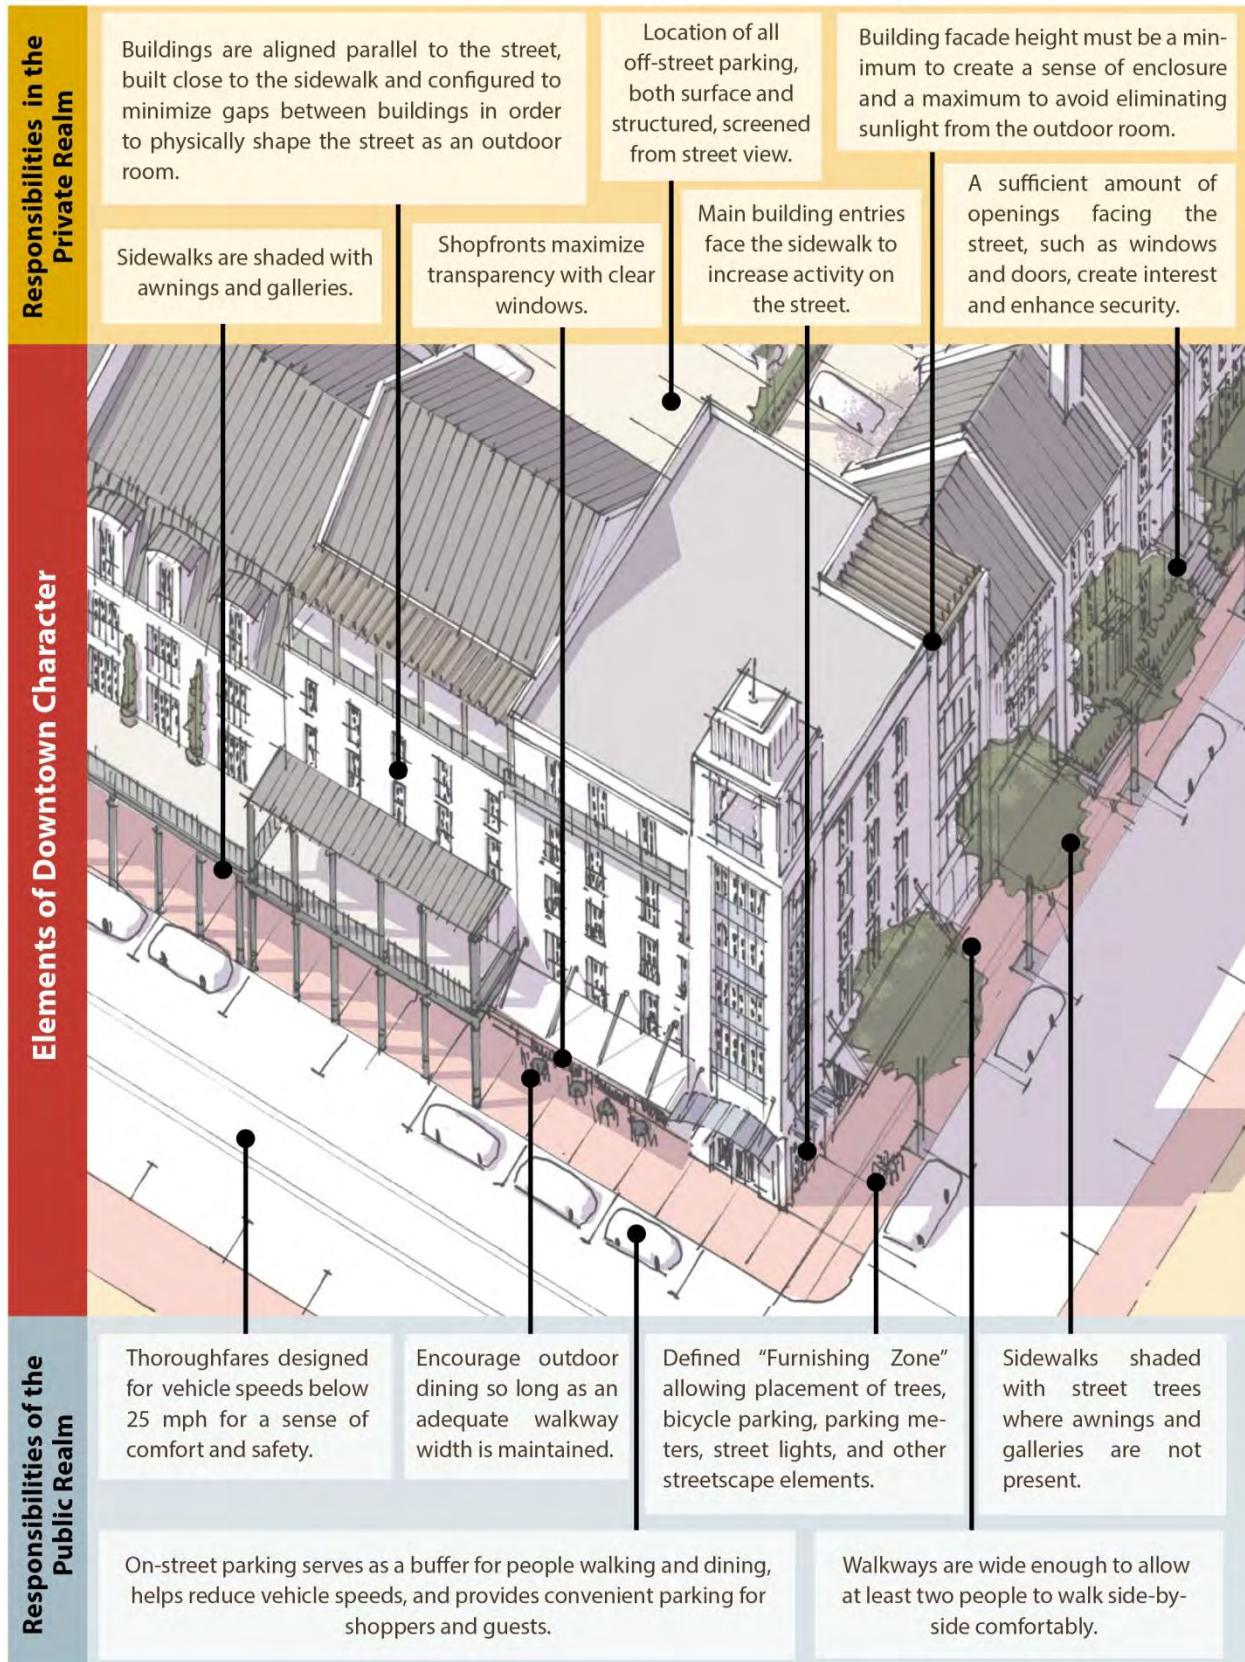 Responsibilities in the
Private Realm
Buildings are aligned parallel to the street,
built close to the sidewalk and configured to
minimize gaps between buildings in order
to physically shape the street as an outdoor
room.
Location of all
off-street parking,
both surface and
structured, screened
from street view.
Building facade height must be a min-
imum to create a sense of enclosure
and a maximum to avoid eliminating
sunlight from the outdoor room.
Sidewalks are shaded with
awnings and galleries.
Shopfronts maximize
transparency with clear
windows.
Main building entries
face the sidewalk to
increase activity on
the street.
A sufficient amount of
openings facing the
street, such as windows
and doors, create interest
and enhance security.
Elements of Downtown Character
Responsibilities of the
Public Realm
Thoroughfares designed
for vehicle speeds below
25 mph for a sense of
comfort and safety.
Encourage outdoor
dining so long as an
adequate walkway
width is maintained.
Defined “Furnishing Zone”
allowing placement of trees,
bicycle parking, parking me-
ters, street lights, and other
streetscape elements.
Sidewalks shaded
with street trees
where awnings and
galleries are not
present.
On-street parking serves as a buffer for people walking and dining,
helps reduce vehicle speeds, and provides convenient parking for
shoppers and guests.
Walkways are wide enough to allow
at least two people to walk side-by-
side comfortably.